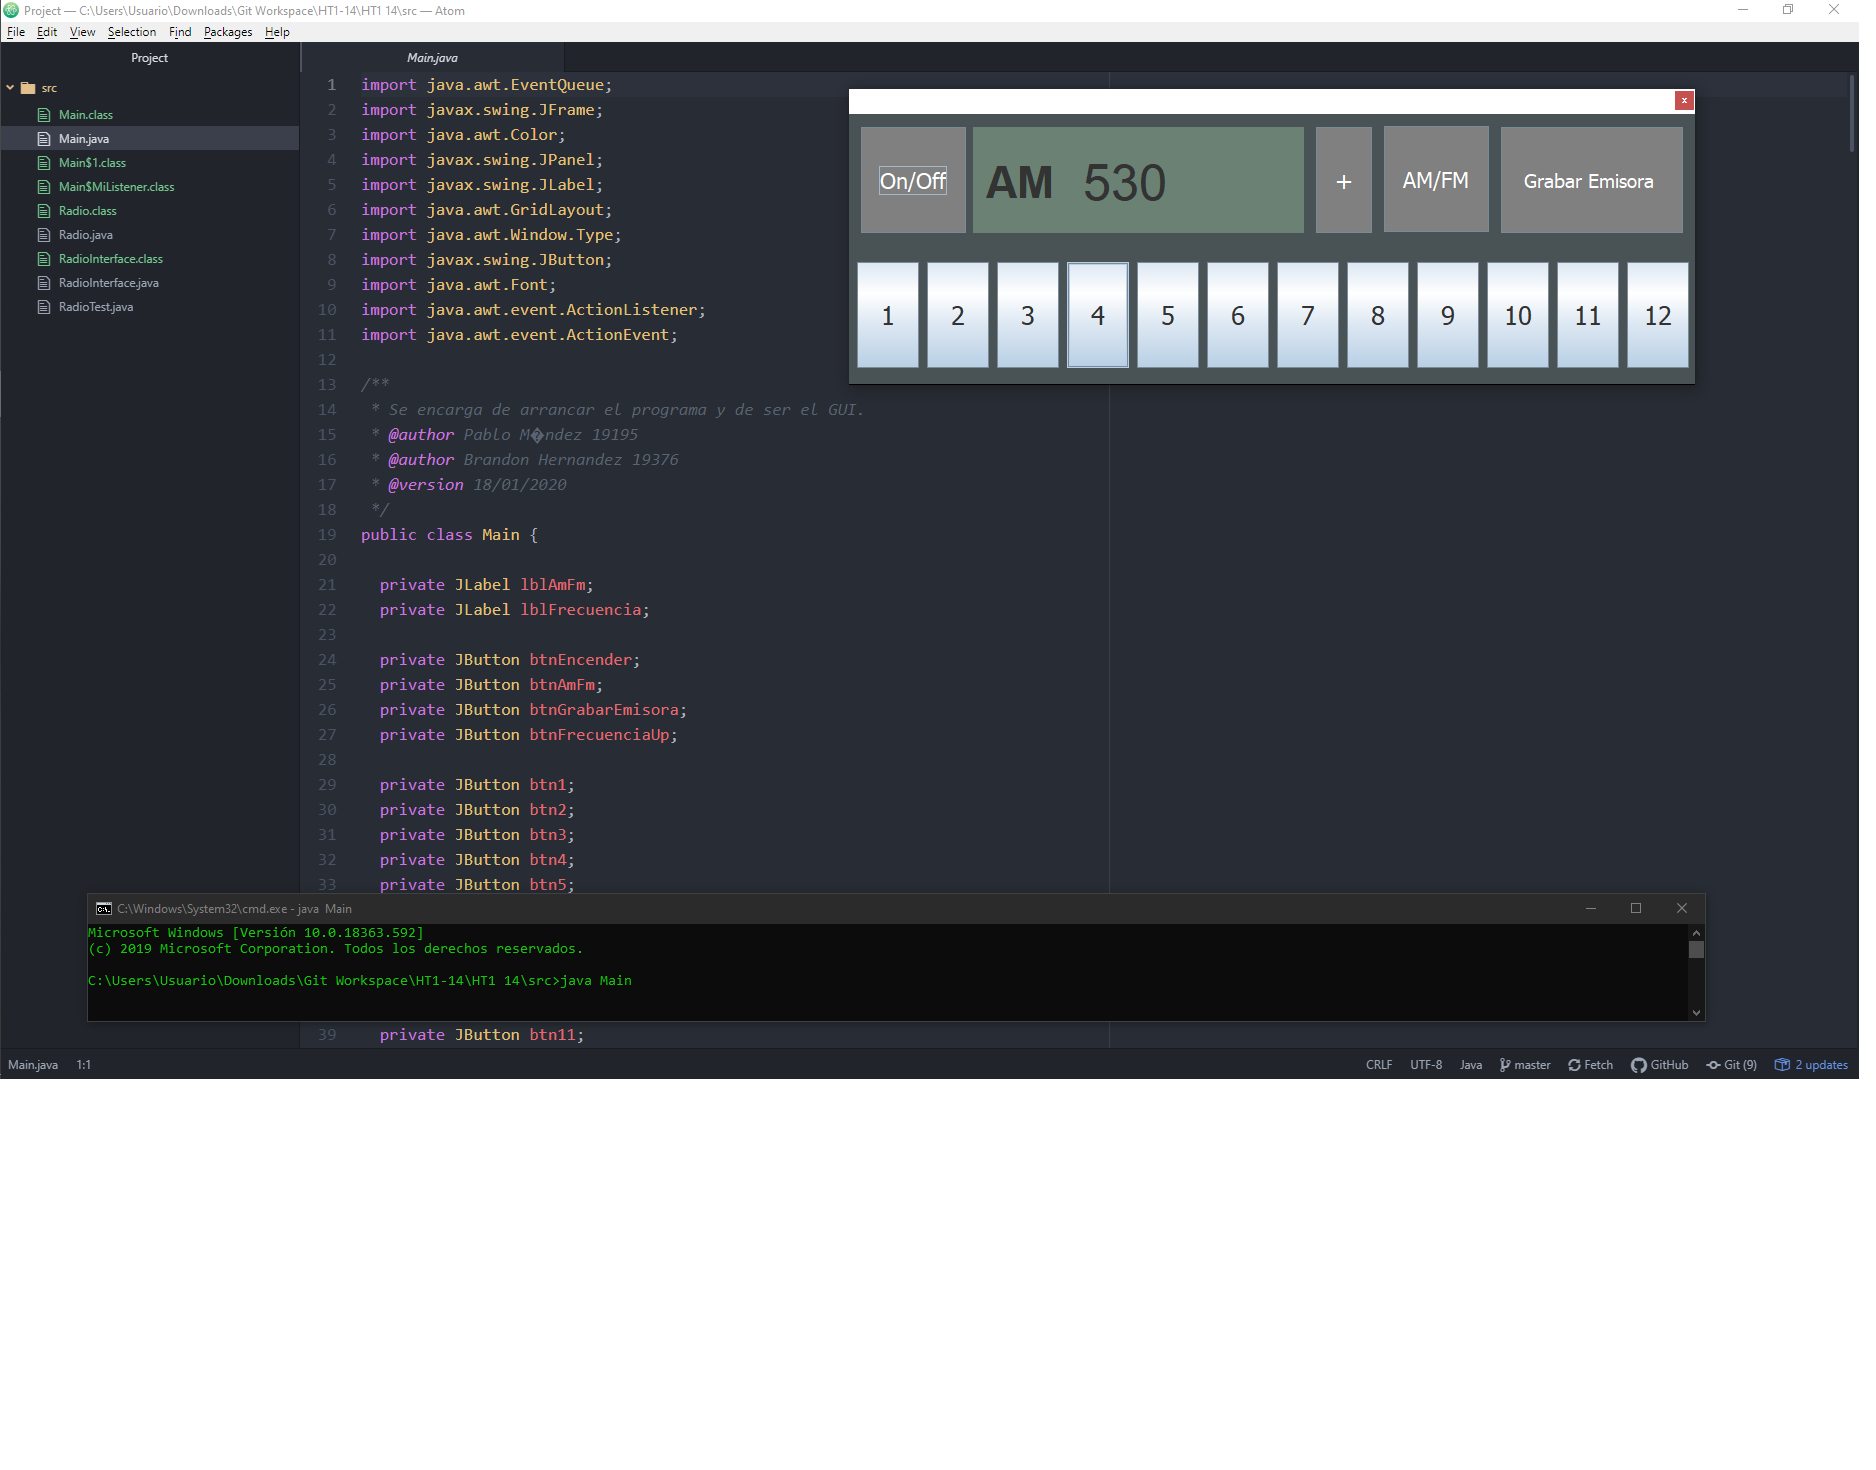 Project — C:\Users\Usuario\Downloads\Git Workspace\HT1-14\HT1 14\src — Atom
File Edit View Selection Find Packages Help
Project
src
Main.class
Main.java
Main$1.class
Main$MiListener.class
Radio.class
Radio.java
RadioInterface.class
RadioInterface.java
RadioTest.java
Main.java
1 import java.awt.EventQueue;
2 import javax.swing.JFrame;
3 import java.awt.Color;
4 import javax.swing.JPanel;
5 import javax.swing.JLabel;
6 import java.awt.GridLayout;
7 import java.awt.Window.Type;
8 import javax.swing.JButton;
9 import java.awt.Font;
10 import java.awt.event.ActionListener;
11 import java.awt.event.ActionEvent;
12
13 /**
14 * Se encarga de arrancar el programa y de ser el GUI.
15 * @author Pablo M�ndez 19195
16 * @author Brandon Hernandez 19376
17 * @version 18/01/2020
18 */
19 public class Main {
20
21 private JLabel lblAmFm;
22 private JLabel lblFrecuencia;
23
24 private JButton btnEncender;
25 private JButton btnAmFm;
26 private JButton btnGrabarEmisora;
27 private JButton btnFrecuenciaUp;
28
29 private JButton btn1;
30 private JButton btn2;
31 private JButton btn3;
32 private JButton btn4;
33 private JButton btn5;
39 private JButton btn11;
x
On/Off AM 530 + AM/FM Grabar Emisora
1 2 3 4 5 6 7 8 9 10 11 12
C:\Windows\System32\cmd.exe - java Main
Microsoft Windows [Versión 10.0.18363.592]
(c) 2019 Microsoft Corporation. Todos los derechos reservados.
C:\Users\Usuario\Downloads\Git Workspace\HT1-14\HT1 14\src>java Main
Main.java 1:1 CRLF UTF-8 Java master Fetch GitHub Git (9) 2 updates